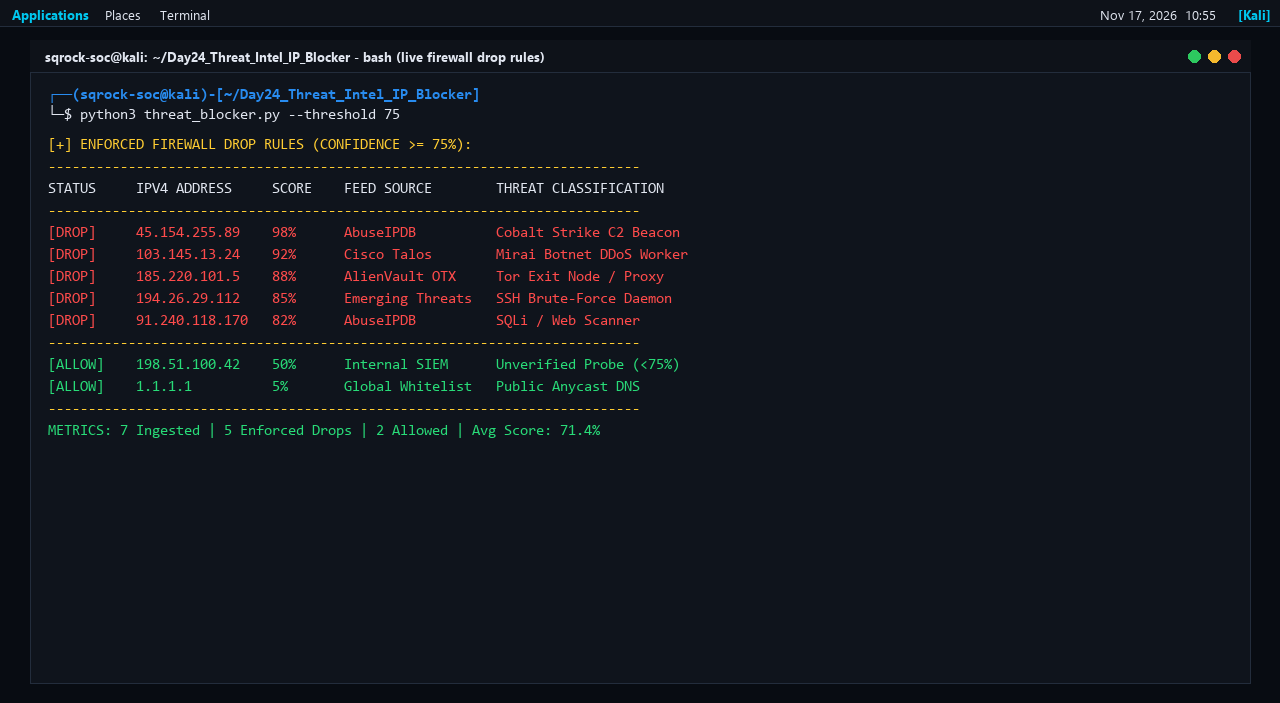 Applications Places Terminal Nov 17, 2026 10:55 [Kali]
sqrock-soc@kali: ~/Day24_Threat_Intel_IP_Blocker - bash (live firewall drop rules)
┌──(sqrock-soc@kali)-[~/Day24_Threat_Intel_IP_Blocker]
└─$ python3 threat_blocker.py --threshold 75
[+] ENFORCED FIREWALL DROP RULES (CONFIDENCE >= 75%):
--------------------------------------------------------------------------
STATUS     IPV4 ADDRESS     SCORE    FEED SOURCE        THREAT CLASSIFICATION
--------------------------------------------------------------------------
[DROP]     45.154.255.89    98%      AbuseIPDB          Cobalt Strike C2 Beacon
[DROP]     103.145.13.24    92%      Cisco Talos        Mirai Botnet DDoS Worker
[DROP]     185.220.101.5    88%      AlienVault OTX     Tor Exit Node / Proxy
[DROP]     194.26.29.112    85%      Emerging Threats   SSH Brute-Force Daemon
[DROP]     91.240.118.170   82%      AbuseIPDB          SQLi / Web Scanner
--------------------------------------------------------------------------
[ALLOW]    198.51.100.42    50%      Internal SIEM      Unverified Probe (<75%)
[ALLOW]    1.1.1.1          5%       Global Whitelist   Public Anycast DNS
--------------------------------------------------------------------------
METRICS: 7 Ingested | 5 Enforced Drops | 2 Allowed | Avg Score: 71.4%